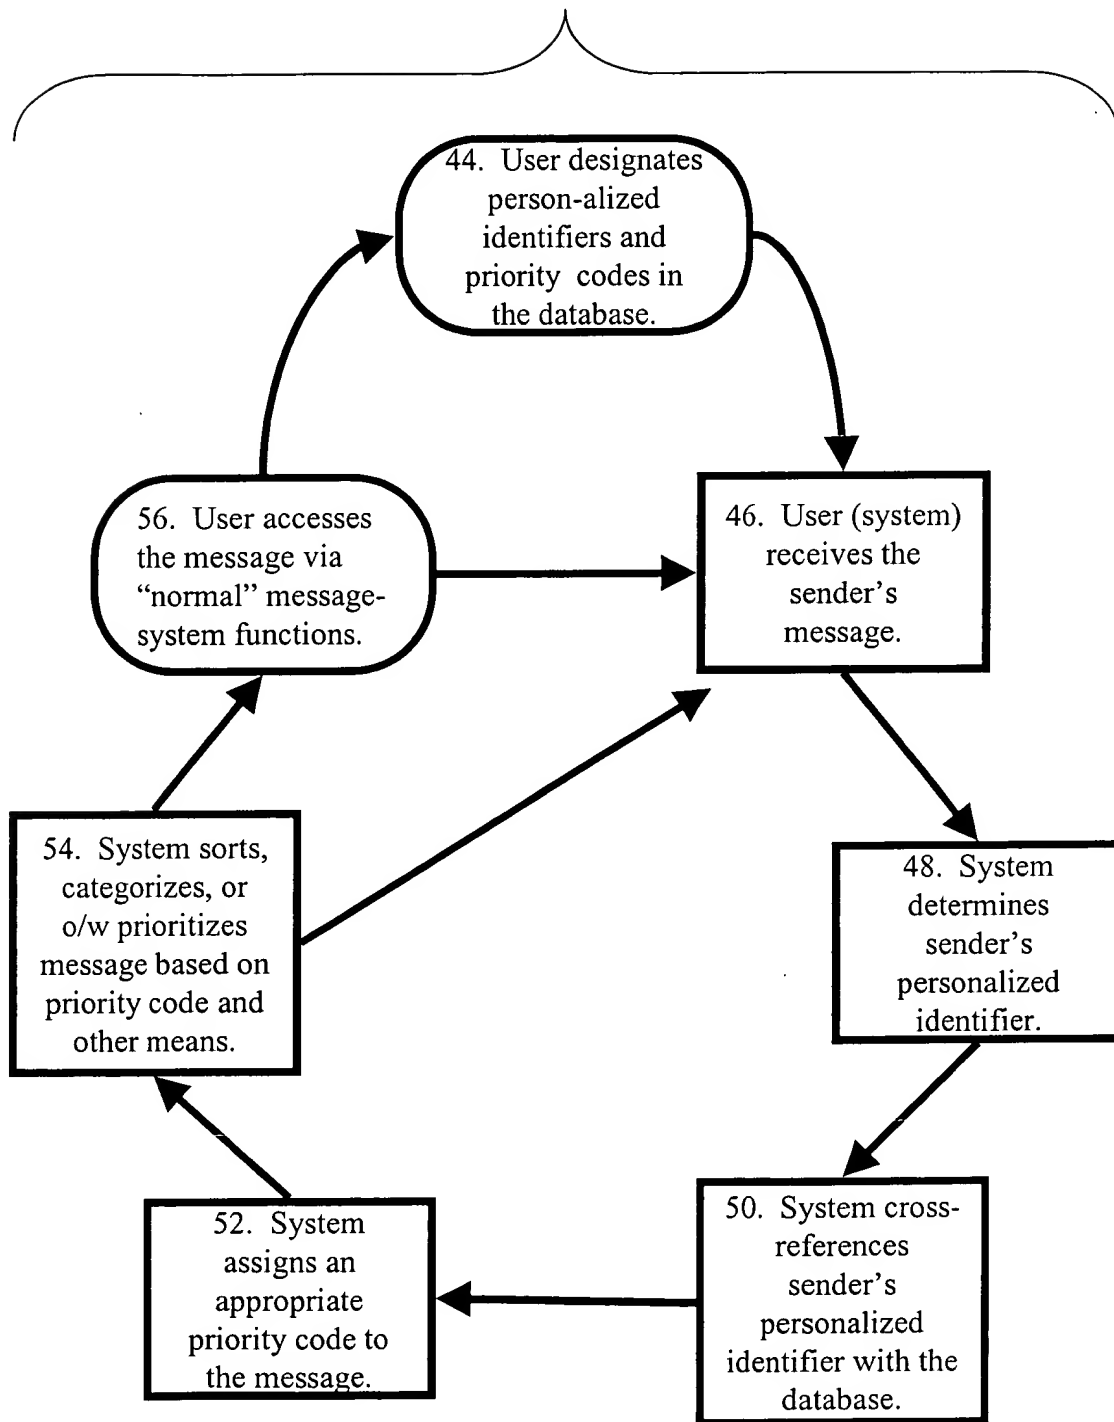 44. User designates
person-alized
identifiers and
priority codes in
the database.
56. User accesses
the message via
“normal” message-
system functions.
46. User (system)
receives the
sender’s
message.
54. System sorts,
categorizes, or
o/w prioritizes
message based on
priority code and
other means.
48. System
determines
sender’s
personalized
identifier.
52. System
assigns an
appropriate
priority code to
the message.
50. System cross-
references
sender’s
personalized
identifier with the
database.